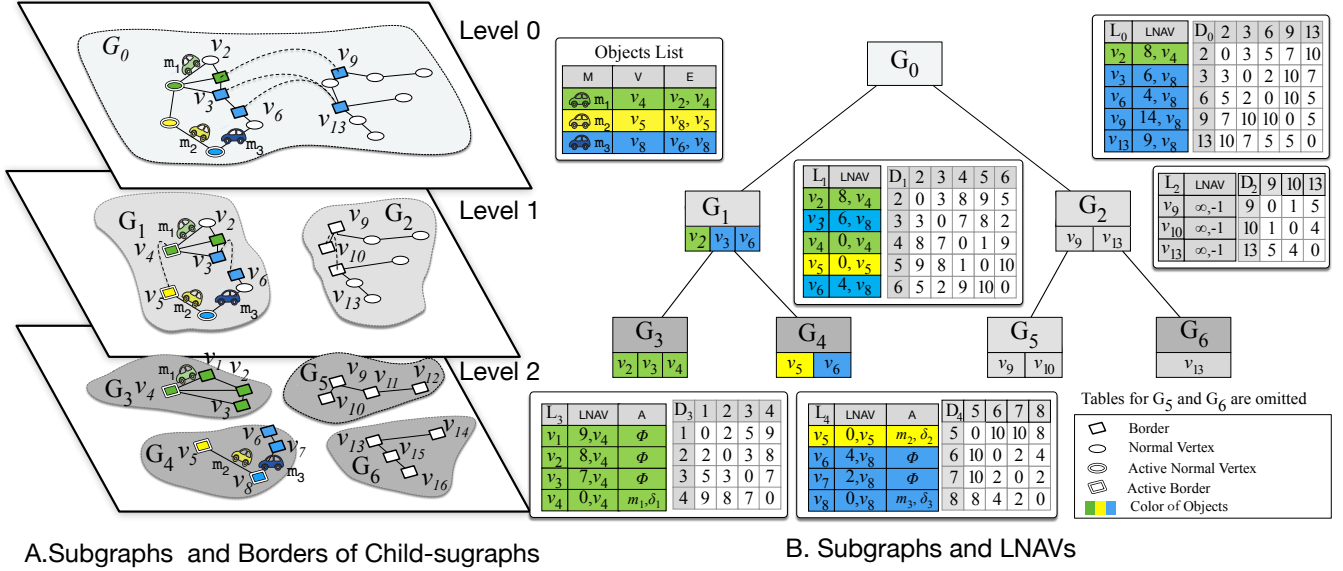 Level 0
G0
v2
m1
v9
v3
v6
v13
m2
m3
Level 1
G1
v2
m1
v4
v3
v6
v5
m2
m3
v9
G2
v10
v13
Level 2
G3
m1
v1
v2
v4
v3
G5
v9
v11
v12
v10
G4
v5
v6
v7
m2
m3
v8
v13
v14
v15
G6
v16
A.Subgraphs and Borders of Child-sugraphs
Objects List
M V E
m1 v4 v2, v4
m2 v5 v8, v5
m3 v8 v6, v8
G0
L0 LNAV D0 2 3 6 9 13
v2 8, v4 2 0 3 5 7 10
v3 6, v8 3 3 0 2 10 7
v6 4, v8 6 5 2 0 10 5
v9 14, v8 9 7 10 10 0 5
v13 9, v8 13 10 7 5 5 0
G1
v2 v3 v6
L1 LNAV D1 2 3 4 5 6
v2 8, v4 2 0 3 8 9 5
v3 6, v8 3 3 0 7 8 2
v4 0, v4 4 8 7 0 1 9
v5 0, v5 5 9 8 1 0 10
v6 4, v8 6 5 2 9 10 0
G2
v9 v13
L2 LNAV D2 9 10 13
v9 ∞,-1 9 0 1 5
v10 ∞,-1 10 1 0 4
v13 ∞,-1 13 5 4 0
G3
v2 v3 v4
G4
v5 v6
G5
v9 v10
G6
v13
L3 LNAV A D3 1 2 3 4
v1 9,v4 Φ 1 0 2 5 9
v2 8,v4 Φ 2 2 0 3 8
v3 7,v4 Φ 3 5 3 0 7
v4 0,v4 m1,δ1 4 9 8 7 0
L4 LNAV A D4 5 6 7 8
v5 0,v5 m2, δ2 5 0 10 10 8
v6 4,v8 Φ 6 10 0 2 4
v7 2,v8 Φ 7 10 2 0 2
v8 0,v8 m3, δ3 8 8 4 2 0
Tables for G5 and G6 are omitted
Border
Normal Vertex
Active Normal Vertex
Active Border
Color of Objects
B. Subgraphs and LNAVs